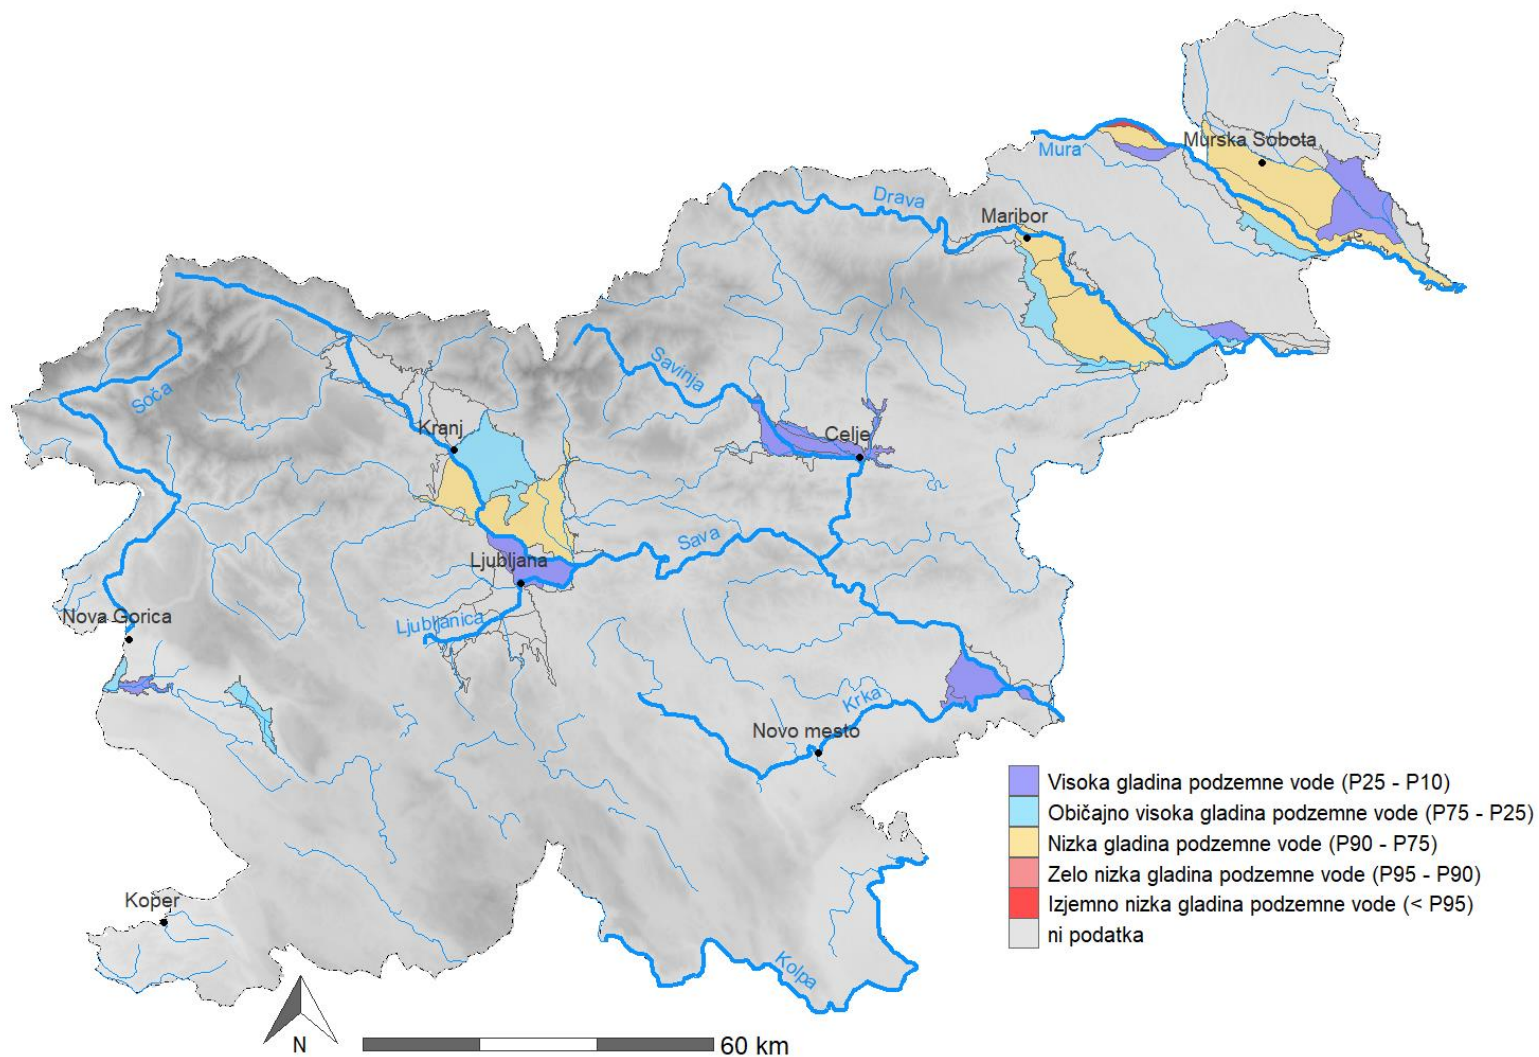 Mura
Murska Sobota
Drava
Maribor
Soča
Savinja
Kranj
Celje
Sava
Ljubljana
Nova Gorica
Ljubljanica
Krka
Novo mesto
Visoka gladina podzemne vode (P25 - P10)
Običajno visoka gladina podzemne vode (P75 - P25)
Nizka gladina podzemne vode (P90 - P75)
Zelo nizka gladina podzemne vode (P95 - P90)
Izjemno nizka gladina podzemne vode (< P95)
ni podatka
Koper
Kolpa
N
60 km